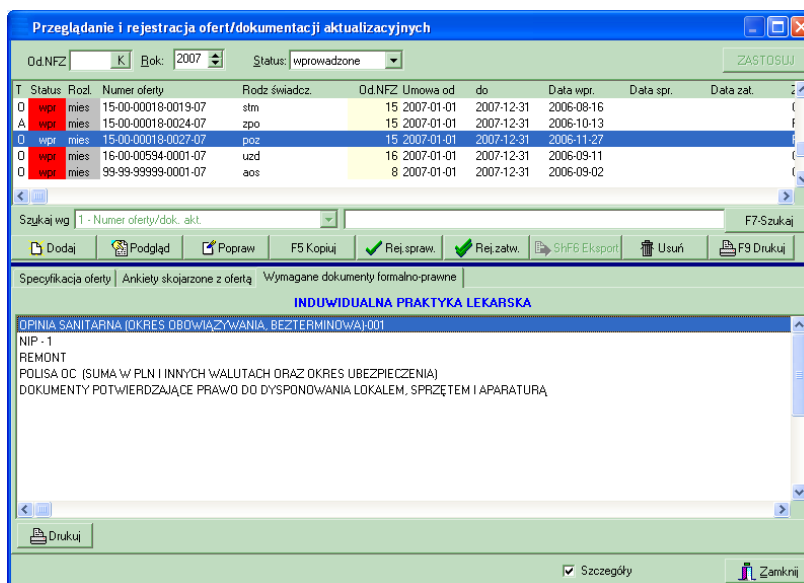 Przeglądanie i rejestracja ofert/dokumentacji aktualizacyjnych
Od.NFZ K Rok: 2007 Status: wprowadzone ZASTOSUJ
T Status Rozl. Numer oferty Rodz świadcz. Od.NFZ Umowa od do Data wpr. Data spr. Data zat.
O wpr mies 15-00-00018-0019-07 stm 15 2007-01-01 2007-12-31 2006-08-16
A wpr mies 15-00-00018-0024-07 zpo 15 2007-01-01 2007-12-31 2006-10-13
O wpr mies 15-00-00018-0027-07 poz 15 2007-01-01 2007-12-31 2006-11-27
O wpr mies 16-00-00594-0001-07 uzd 16 2007-01-01 2007-12-31 2006-09-11
O wpr mies 99-99-99999-0001-07 aos 8 2007-01-01 2007-12-31 2006-09-02
Szukaj wg 1 - Numer oferty/dok. akt. F7-Szukaj
Dodaj Podgląd Popraw F5 Kopiuj Rej.spraw. Rej.zatw. ShF6 Eksport Usuń F9 Drukuj
Specyfikacja oferty Ankiety skojarzone z ofertą Wymagane dokumenty formalno-prawne
INDUWIDUALNA PRAKTYKA LEKARSKA
OPINIA SANITARNA (OKRES OBOWIĄZYWANIA, BEZTERMINOWA)-001
NIP - 1
REMONT
POLISA OC (SUMA W PLN I INNYCH WALUTACH ORAZ OKRES UBEZPIECZENIA)
DOKUMENTY POTWIERDZAJĄCE PRAWO DO DYSPONOWANIA LOKALEM, SPRZĘTEM I APARATURĄ
Drukuj
Szczegóły Zamknij